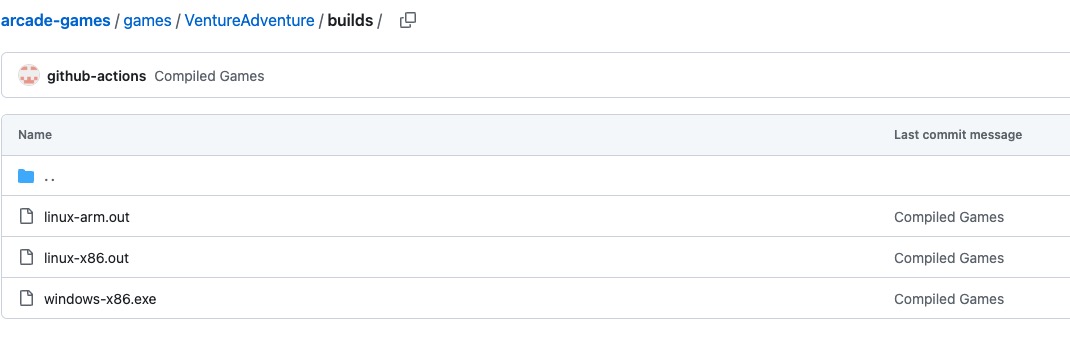 arcade-games / games / VentureAdventure / builds /
github-actions Compiled Games
Name Last commit message
..
linux-arm.out Compiled Games
linux-x86.out Compiled Games
windows-x86.exe Compiled Games